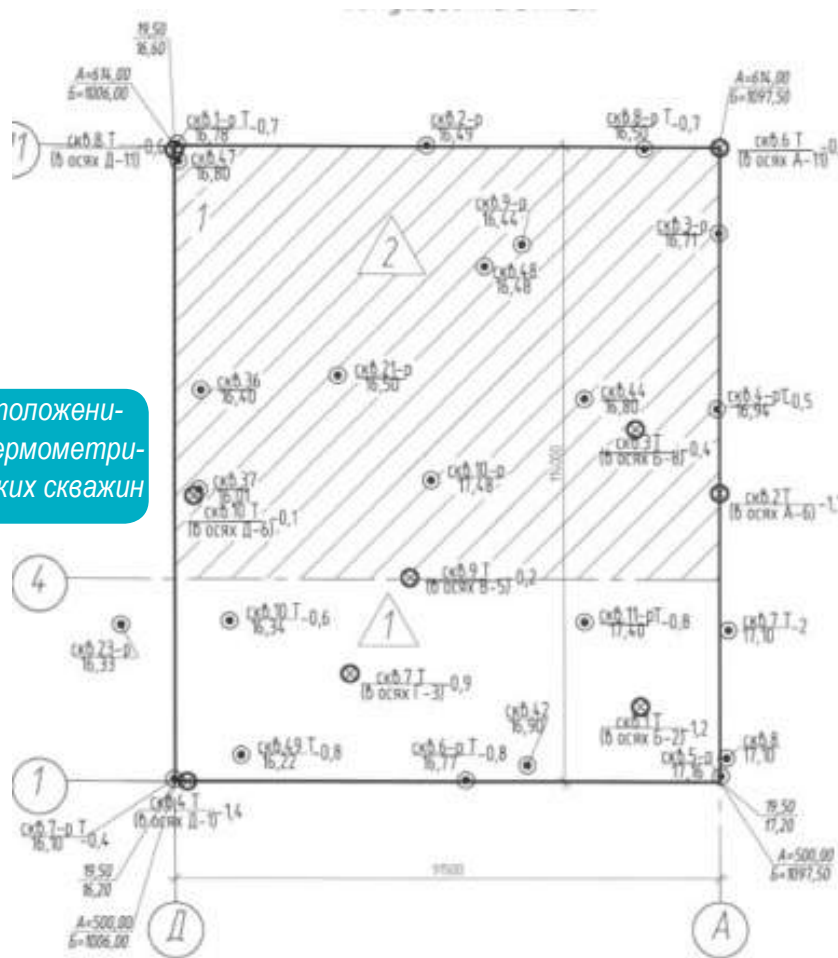 19,50
16,60
А=614,00
Б=1006,00
А=614,00
Б=1097,50
скв.1-р Т -0,7
16,78
скв.2-р
16,49
скв.8-р Т -0,7
16,50
11
скв.8 Т
(в осях Д-11)
скв.6 Т
(в осях А-11)
скв.47
16,80
1
2
скв.9-р
16,44
скв.3-р
16,71
скв.48
16,48
скв.36
16,40
скв.21-р
16,50
скв.44
16,80
скв.4-рТ -0,5
16,94
скв.3 Т -0,4
(в осях Б-8)
положени-
термометри-
ких скважин
скв.37
16,01
скв.10-р
17,48
скв.10 Т -0,1
(в осях Д-6)
скв.2 Т
(в осях А-6)
4
скв.9 Т -0,2
(в осях В-5)
скв.23-р
16,33
скв.10 Т -0,6
16,34
1
скв.11-рТ -0,8
17,40
скв.7 Т -2
17,10
скв.7 Т -0,9
(в осях Г-3)
скв.1 Т -1,2
(в осях Б-2)
скв.42
16,90
скв.49 Т -0,8
16,22
скв.6-р Т -0,8
16,77
скв.5-р
17,16
скв.8
17,10
1
скв.7-р Т -0,4
16,10
скв.4 Т -1,4
(в осях Д-1)
19,50
16,20
19,50
17,20
91500
А=500,00
Б=1006,00
А=500,00
Б=1097,50
Д
А